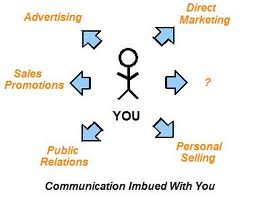 Advertising
Direct
Marketing
Sales
Promotions
?
YOU
Public
Relations
Personal
Selling
Communication Imbued With You